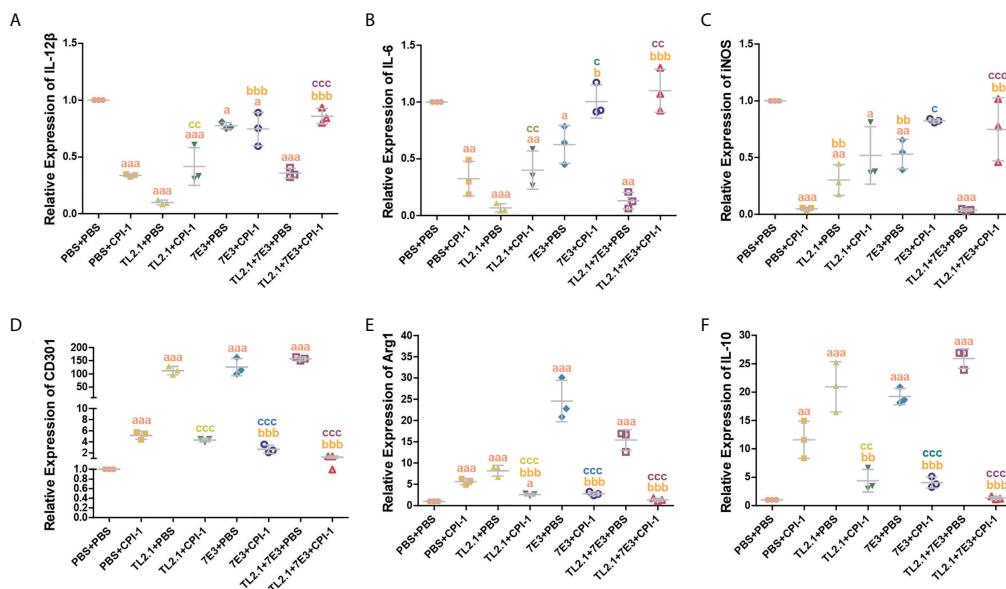 A
Relative Expression of IL-12β
1.5
1.0
0.5
0.0
aaa
aaa
cc
aaa
a
bbb
a
aaa
ccc
bbb
PBS+PBS
PBS+CPI-1
TL2.1+PBS
TL2.1+CPI-1
7E3+PBS
7E3+CPI-1
TL2.1+7E3+PBS
TL2.1+7E3+CPI-1
B
Relative Expression of IL-6
1.5
1.0
0.5
0.0
aa
aaa
cc
aa
a
c
b
aa
cc
bbb
PBS+PBS
PBS+CPI-1
TL2.1+PBS
TL2.1+CPI-1
7E3+PBS
7E3+CPI-1
TL2.1+7E3+PBS
TL2.1+7E3+CPI-1
C
Relative Expression of iNOS
1.5
1.0
0.5
0.0
aaa
bb
aa
a
bb
aa
c
aaa
ccc
bbb
PBS+PBS
PBS+CPI-1
TL2.1+PBS
TL2.1+CPI-1
7E3+PBS
7E3+CPI-1
TL2.1+7E3+PBS
TL2.1+7E3+CPI-1
D
Relative Expression of CD301
200
150
100
50
10
8
6
4
2
1.5
1.0
0.5
0.0
aaa
aaa
ccc
aaa
ccc
bbb
aaa
ccc
bbb
PBS+PBS
PBS+CPI-1
TL2.1+PBS
TL2.1+CPI-1
7E3+PBS
7E3+CPI-1
TL2.1+7E3+PBS
TL2.1+7E3+CPI-1
E
Relative Expression of Arg1
40
35
30
25
20
15
10
5
0
aaa
aaa
ccc
bbb
a
aaa
ccc
bbb
aaa
ccc
bbb
PBS+PBS
PBS+CPI-1
TL2.1+PBS
TL2.1+CPI-1
7E3+PBS
7E3+CPI-1
TL2.1+7E3+PBS
TL2.1+7E3+CPI-1
F
Relative Expression of IL-10
30
25
20
15
10
5
0
aa
aaa
cc
bb
aaa
ccc
bbb
aaa
ccc
bbb
PBS+PBS
PBS+CPI-1
TL2.1+PBS
TL2.1+CPI-1
7E3+PBS
7E3+CPI-1
TL2.1+7E3+PBS
TL2.1+7E3+CPI-1